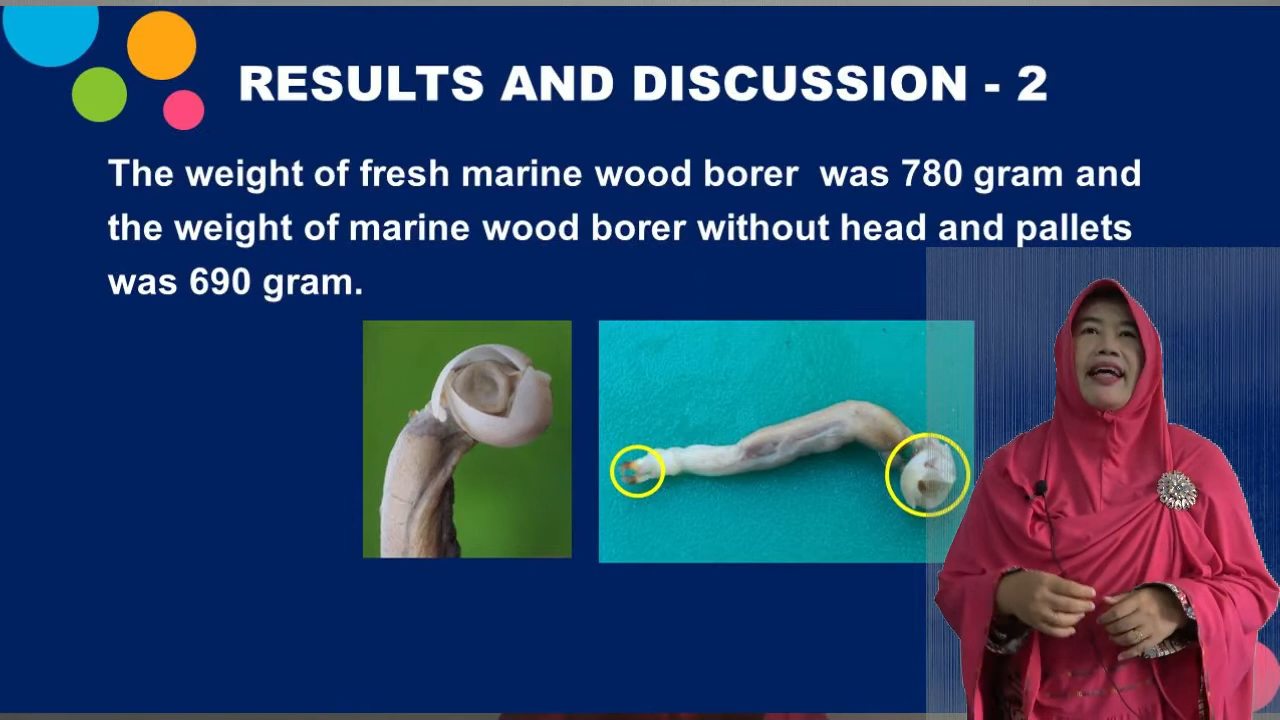 RESULTS AND DISCUSSION - 2
The weight of fresh marine wood borer was 780 gram and
the weight of marine wood borer without head and pallets
was 690 gram.